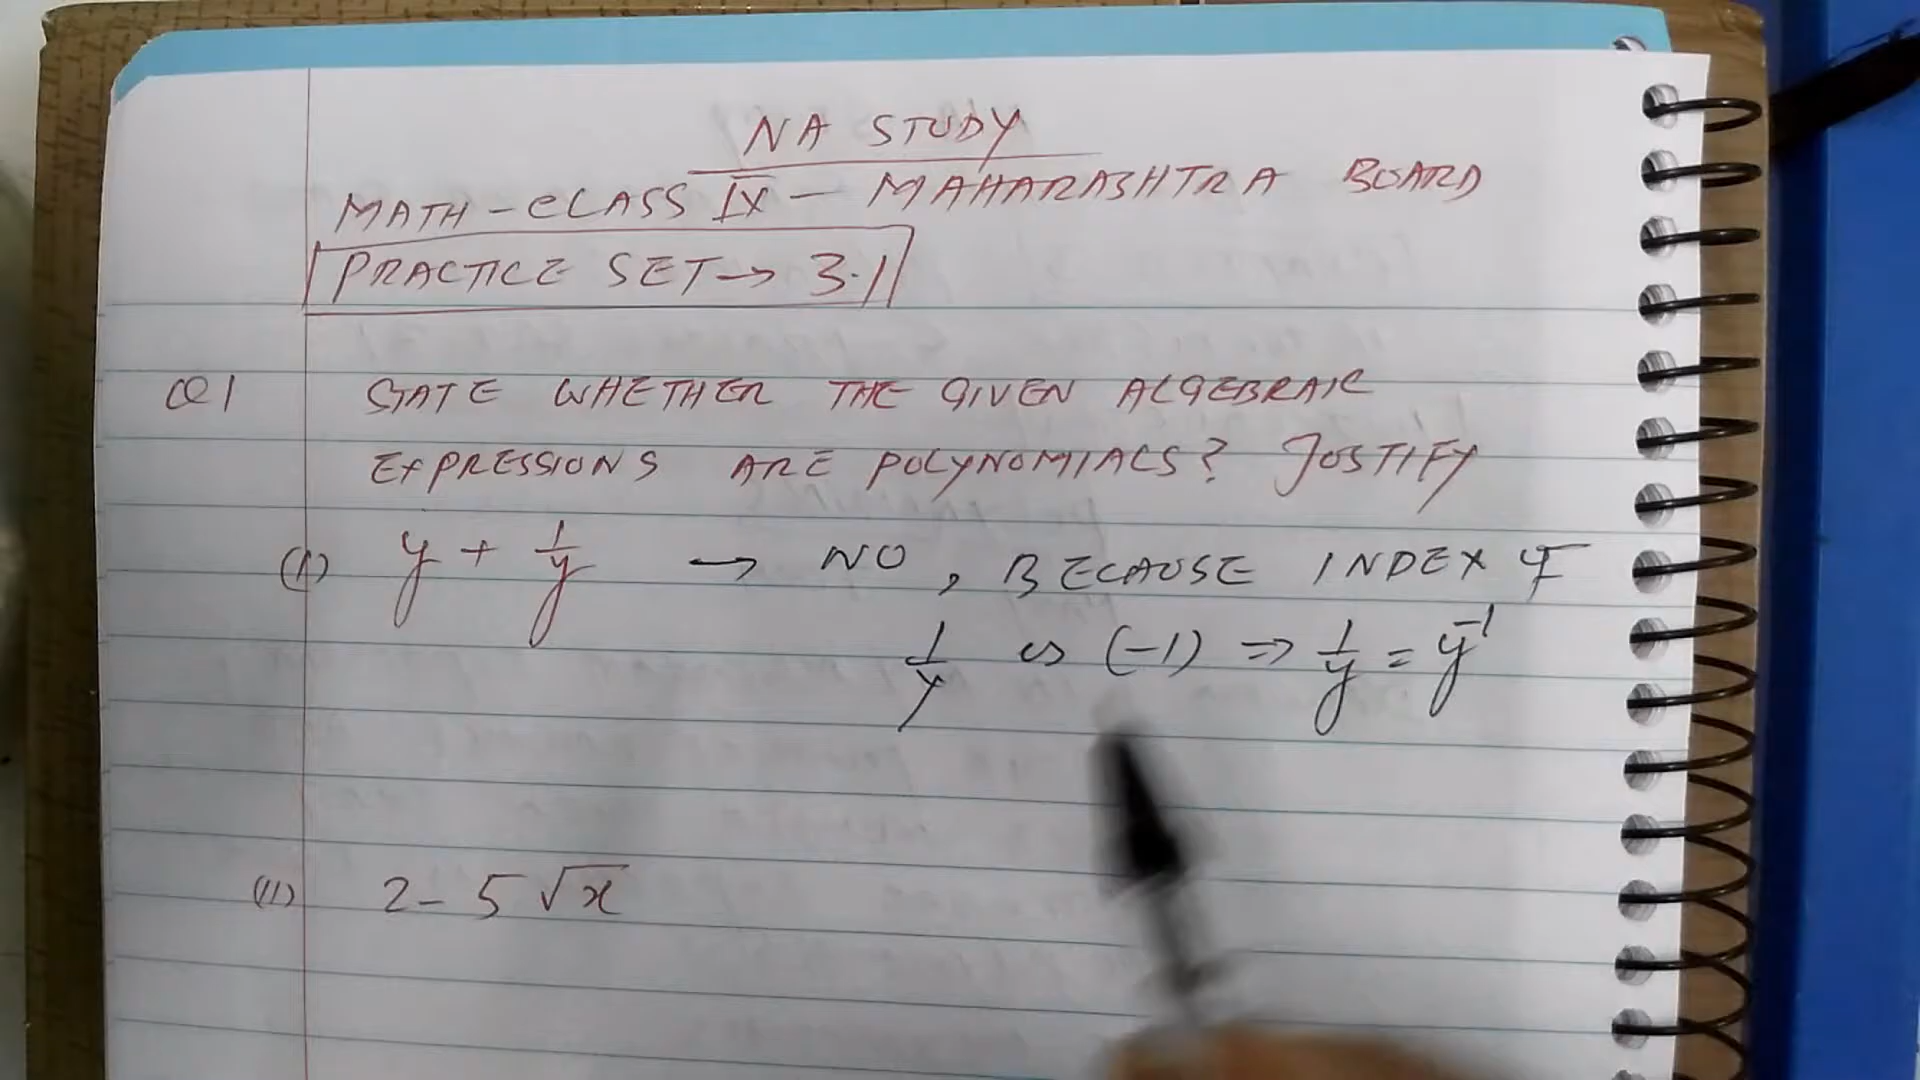 NA STUDY
MATH - CLASS IX - MAHARASHTRA BOARD
PRACTICE SET → 3.1
Q1 STATE WHETHER THE GIVEN ALGEBRAIC
EXPRESSIONS ARE POLYNOMIALS? JUSTIFY
(I) y + 1/y → NO, BECAUSE INDEX OF
1/y is (-1) ⇒ 1/y = y⁻¹
(II) 2 - 5√x